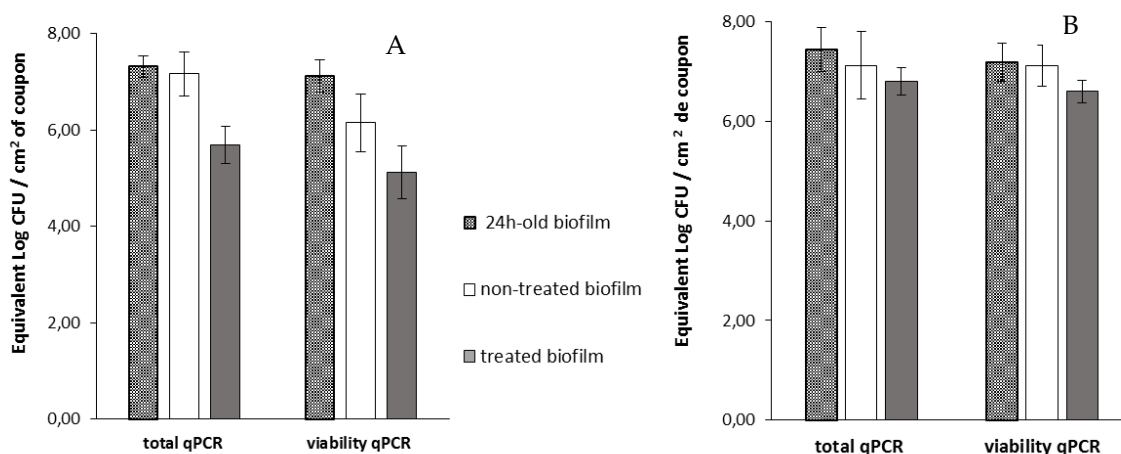 8,00
6,00
4,00
2,00
0,00
Equivalent Log CFU / cm² of coupon
A
total qPCR
viability qPCR
24h-old biofilm
non-treated biofilm
treated biofilm
8,00
6,00
4,00
2,00
0,00
Equivalent Log CFU / cm ² de coupon
B
total qPCR
viability qPCR